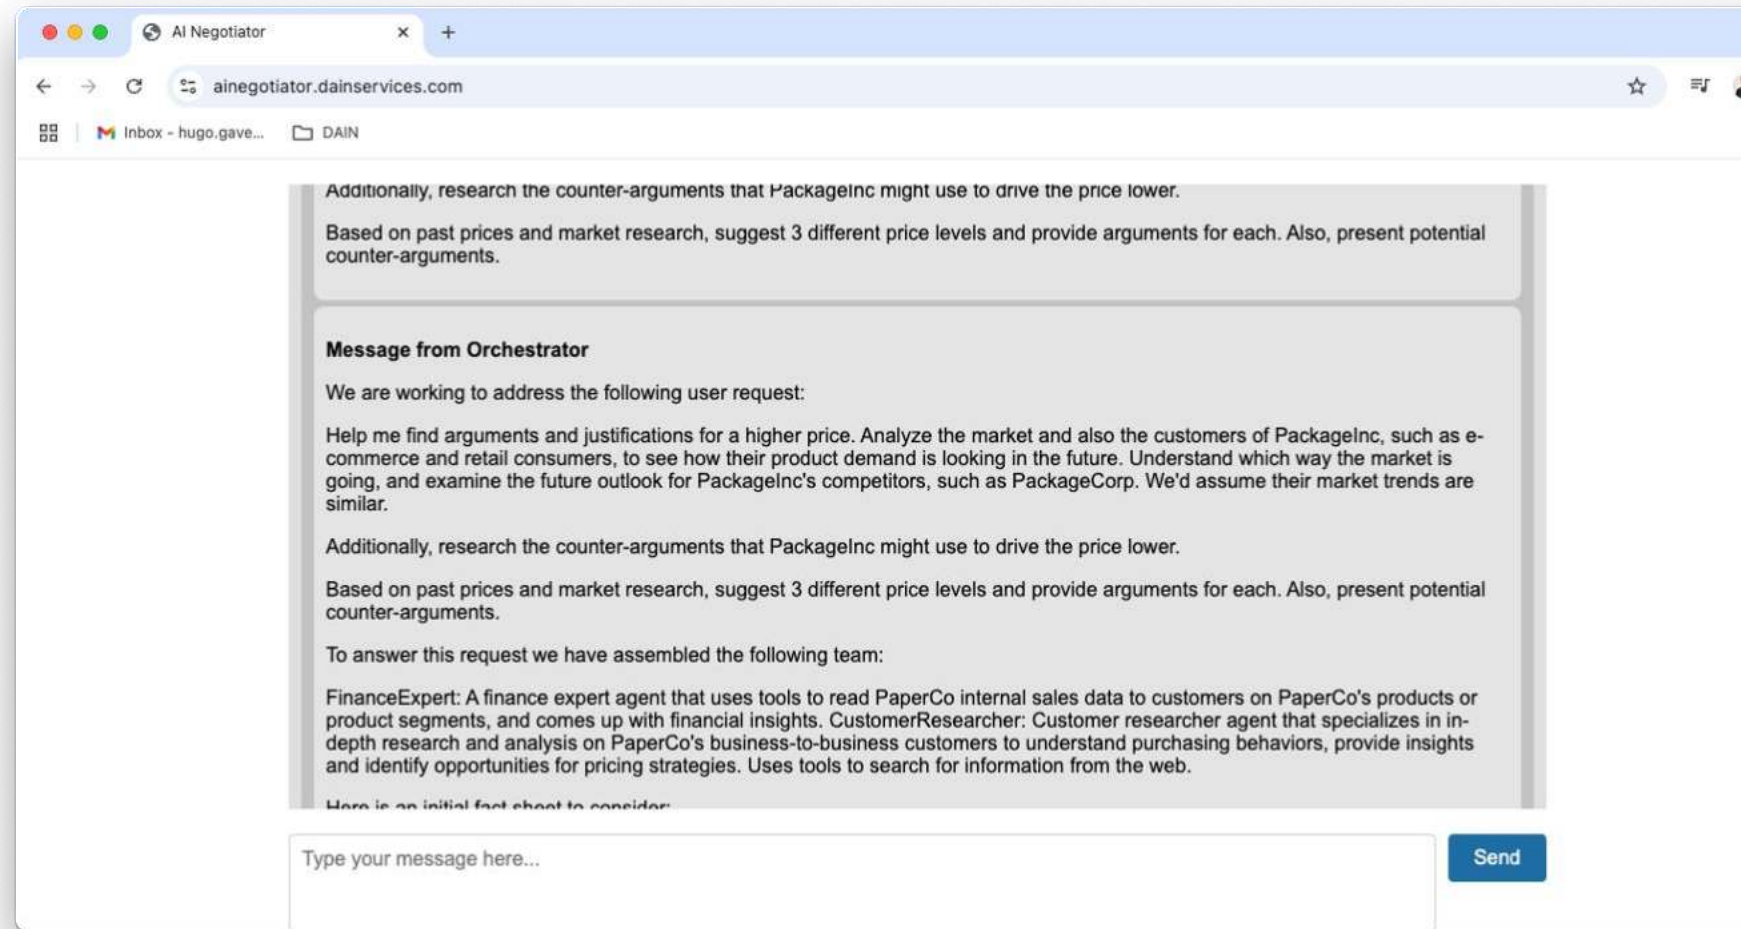 AI Negotiator
ainegotiator.dainservices.com
Inbox - hugo.gave...
DAIN
Additionally, research the counter-arguments that PackageInc might use to drive the price lower.
Based on past prices and market research, suggest 3 different price levels and provide arguments for each. Also, present potential
counter-arguments.
Message from Orchestrator
We are working to address the following user request:
Help me find arguments and justifications for a higher price. Analyze the market and also the customers of PackageInc, such as e-
commerce and retail consumers, to see how their product demand is looking in the future. Understand which way the market is
going, and examine the future outlook for PackageInc's competitors, such as PackageCorp. We'd assume their market trends are
similar.
Additionally, research the counter-arguments that PackageInc might use to drive the price lower.
Based on past prices and market research, suggest 3 different price levels and provide arguments for each. Also, present potential
counter-arguments.
To answer this request we have assembled the following team:
FinanceExpert: A finance expert agent that uses tools to read PaperCo internal sales data to customers on PaperCo's products or
product segments, and comes up with financial insights. CustomerResearcher: Customer researcher agent that specializes in in-
depth research and analysis on PaperCo's business-to-business customers to understand purchasing behaviors, provide insights
and identify opportunities for pricing strategies. Uses tools to search for information from the web.
Here is an initial fact sheet to consider:
Type your message here...
Send